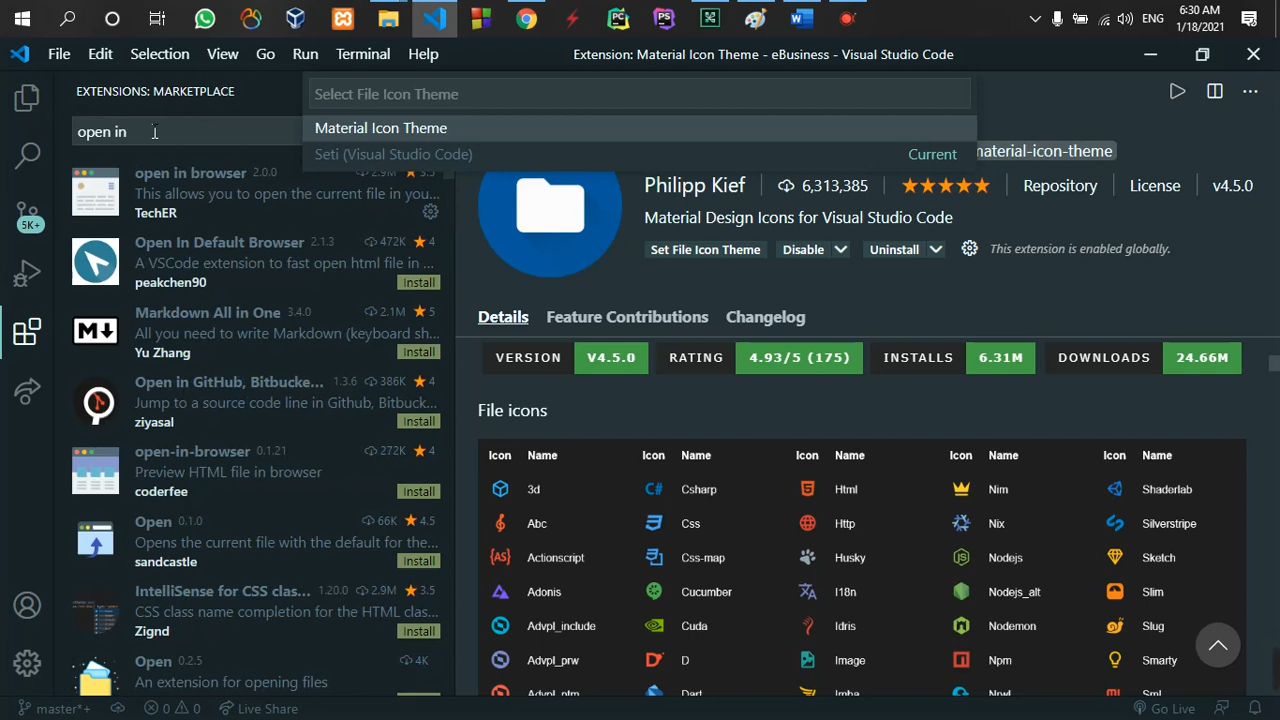 ENG
6:30 AM
1/18/2021
File Edit Selection View Go Run Terminal Help
Extension: Material Icon Theme - eBusiness - Visual Studio Code
EXTENSIONS: MARKETPLACE
open in
Select File Icon Theme
Material Icon Theme
Seti (Visual Studio Code) Current
5K+
open in browser 2.0.0 2.9M 3.5
This allows you to open the current file in you...
TechER
Open In Default Browser 2.1.3 472K 4
A VSCode extension to fast open html file in ...
peakchen90 Install
Markdown All in One 3.4.0 2.1M 5
All you need to write Markdown (keyboard sh...
Yu Zhang Install
Open in GitHub, Bitbucke... 1.3.6 386K 4
Jump to a source code line in Github, Bitbuc...
ziyasal Install
open-in-browser 0.1.21 272K 4
Preview HTML file in browser
coderfee Install
Open 0.1.0 66K 4.5
Opens the current file with the default for the...
sandcastle Install
IntelliSense for CSS clas... 1.20.0 2.9M 3.5
CSS class name completion for the HTML clas...
Zignd Install
Open 0.2.5 4K
An extension for opening files
material-icon-theme
Philipp Kief 6,313,385 Repository License v4.3.0
Material Design Icons for Visual Studio Code
Set File Icon Theme Disable Uninstall This extension is enabled globally.
Details Feature Contributions Changelog
VERSION V4.5.0 RATING 4.93/5 (175) INSTALLS 6.31M DOWNLOADS 24.66M
File icons
Icon Name Icon Name Icon Name Icon Name Icon Name
3d Csharp Html Nim Shaderlab
Abc Css Http Nix Silverstripe
Actionscript Css-map Husky Nodejs Sketch
Adonis Cucumber I18n Nodejs_alt Slim
Advpl_include Cuda Idris Nodemon Slug
Advpl_prw D Image Npm Smarty
Advpl_ptm Dart Imba Nwl Sml
master*+ 0 0 Live Share Go Live